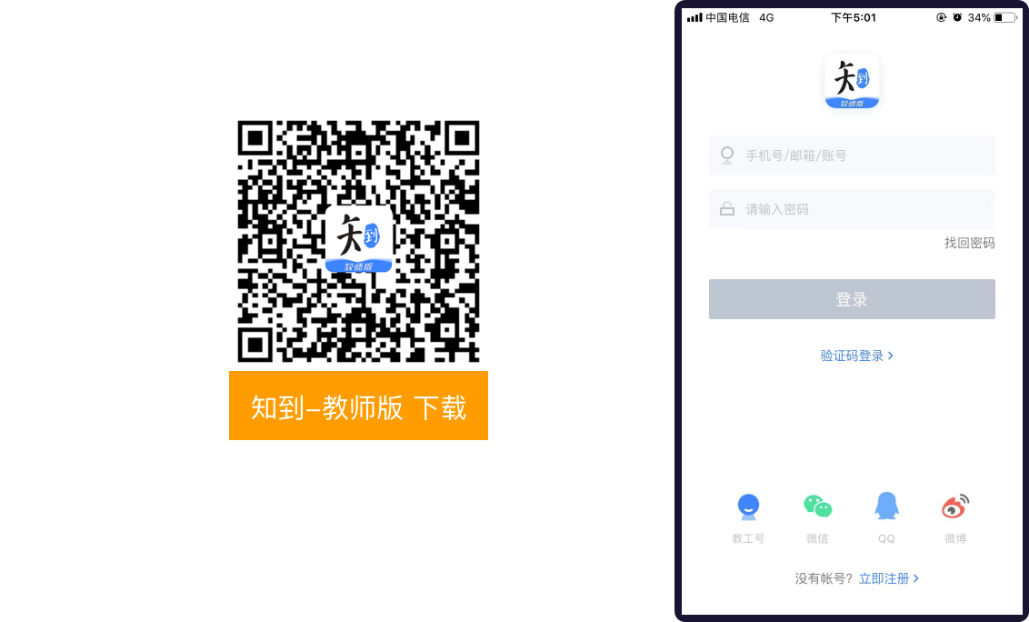 知到
教师版
知到-教师版 下载
中国电信 4G 下午5:01 34%
知到
教师版
手机号/邮箱/账号
请输入密码
找回密码
登录
验证码登录 >
教工号 微信 QQ 微博
没有帐号? 立即注册 >